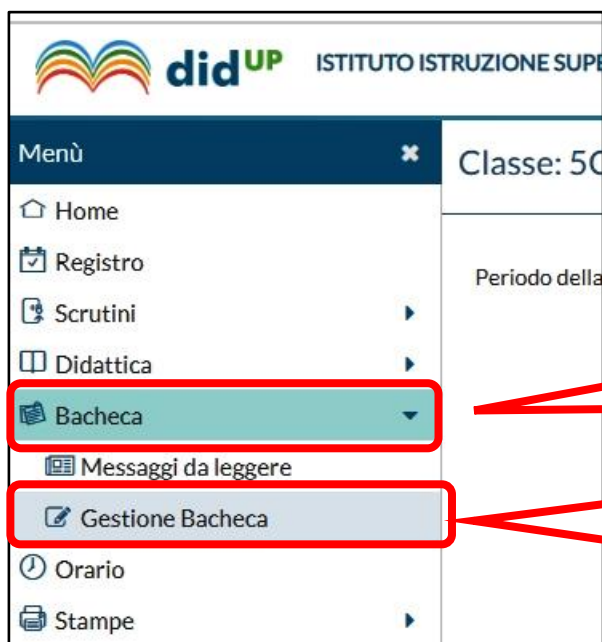 didUP ISTITUTO ISTRUZIONE SUPE
Menù
Classe: 5C
Home
Registro
Periodo della
Scrutini
Didattica
Bacheca
Messaggi da leggere
Gestione Bacheca
Orario
Stampe